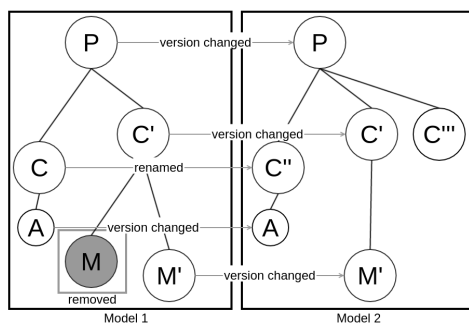 P version changed P
C' version changed C' C'''
C renamed C''
A version changed A
M M' version changed M'
removed
Model 1 Model 2